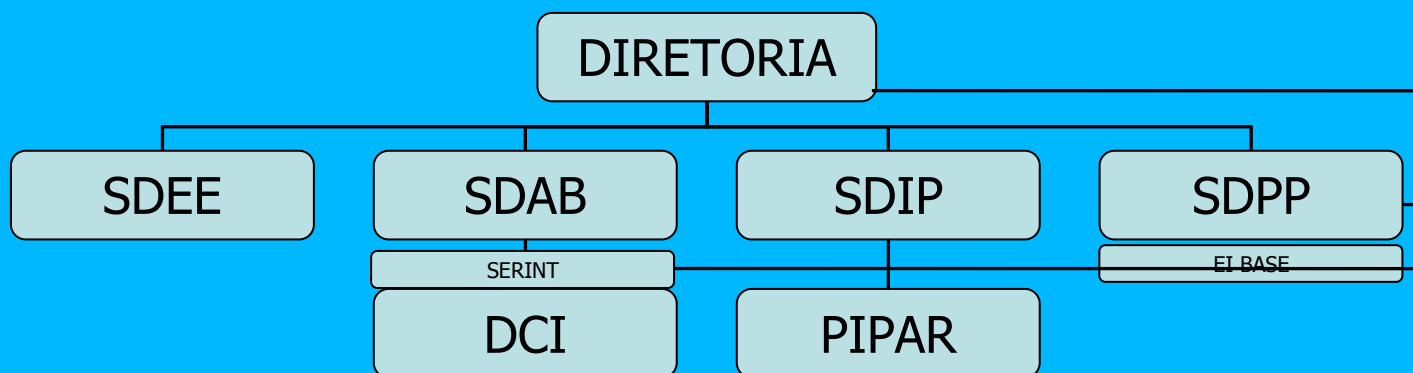 DIRETORIA
SDEE
SDAB
SDIP
SDPP
SERINT
EI BASE
DCI
PIPAR